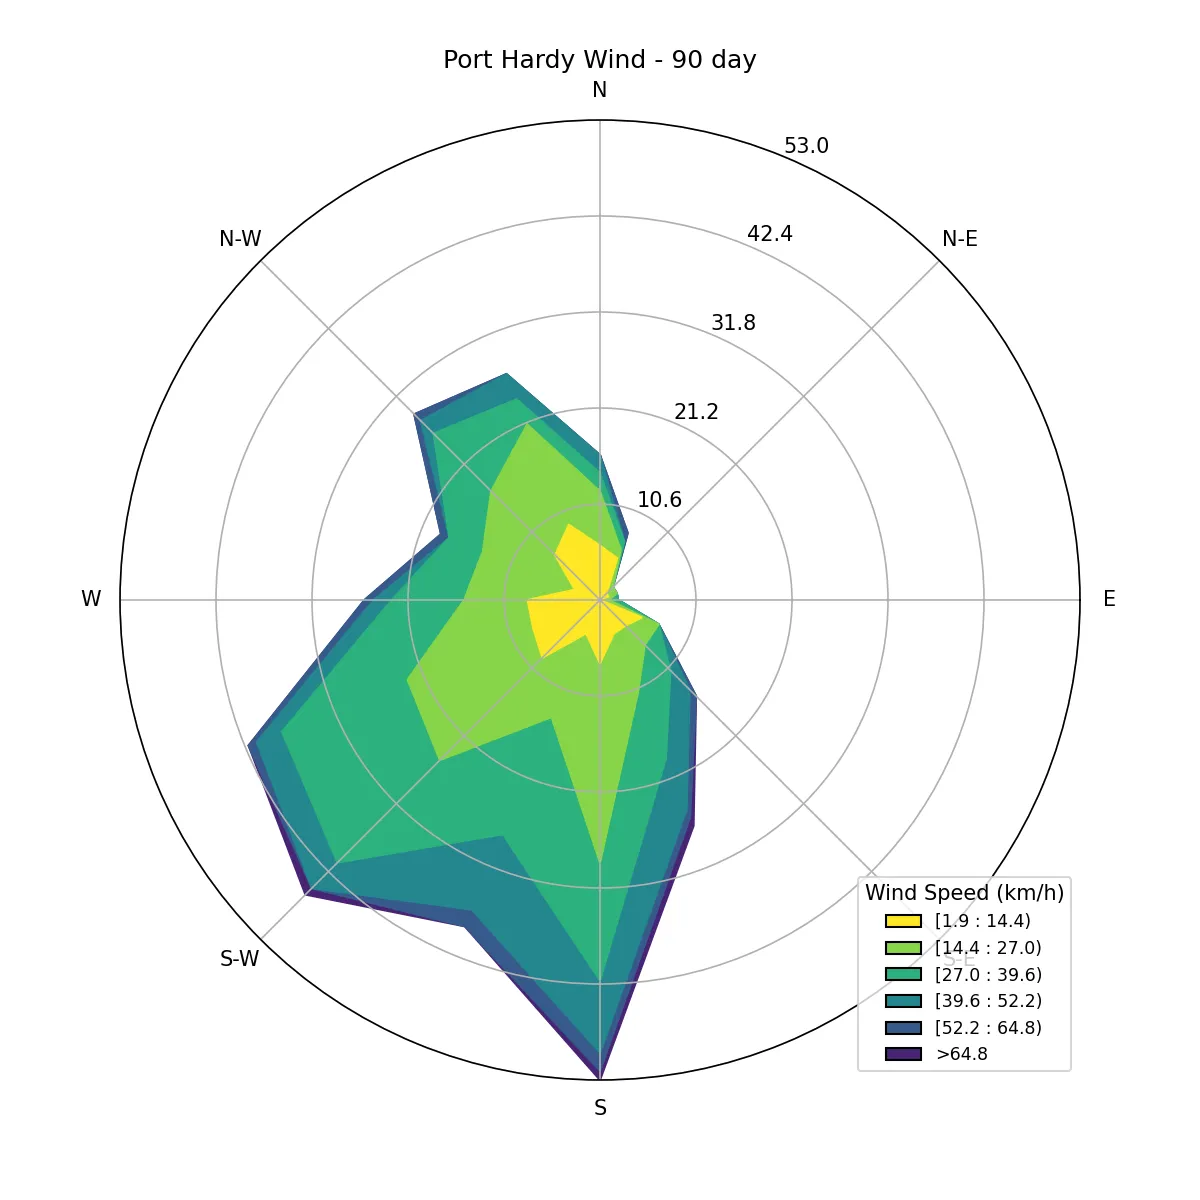 Port Hardy Wind - 90 day
N
53.0
42.4
N-W
N-E
31.8
21.2
10.6
W
E
Wind Speed (km/h)
[1.9 : 14.4)
[14.4 : 27.0)
S-W
S-E
[27.0 : 39.6)
[39.6 : 52.2)
[52.2 : 64.8)
>64.8
S